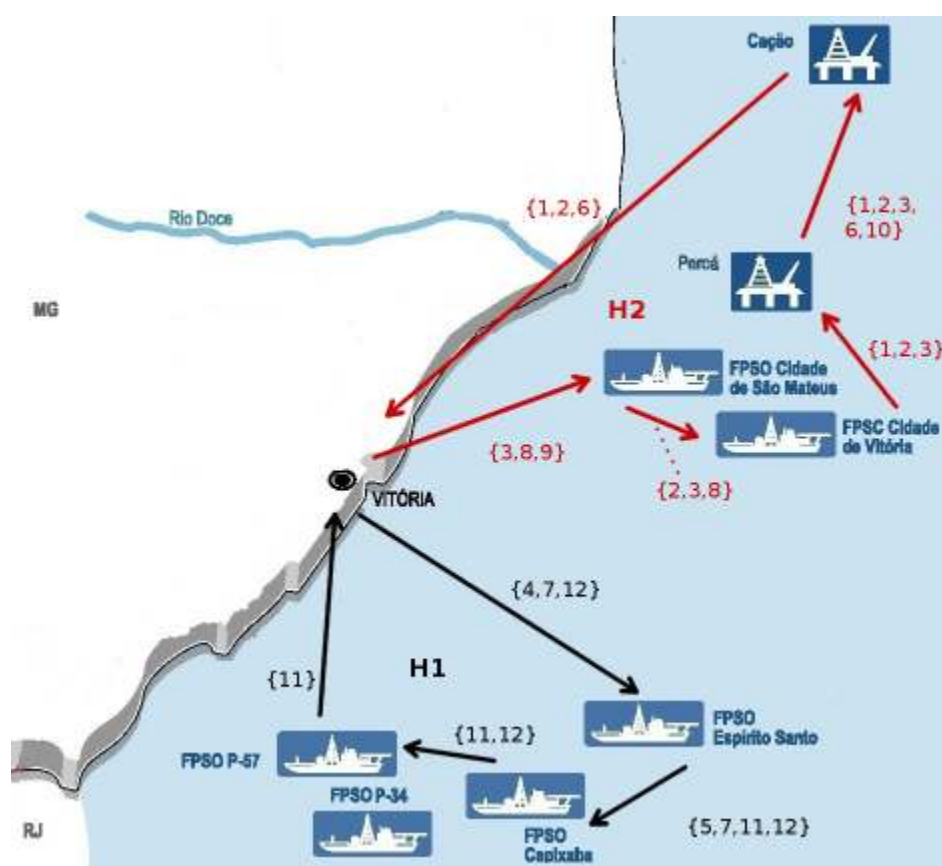 Cação
Rio Doce
{1,2,6}
{1,2,3,
6,10}
Peroá
MG
H2
{1,2,3}
FPSO Cidade
de São Mateus
FPSC Cidade
de Vitória
{3,8,9}
{2,3,8}
VITÓRIA
{4,7,12}
H1
{11}
{11,12}
FPSO
Espírito Santo
FPSO P-57
FPSO P-34
RJ
FPSO
Capixaba
{5,7,11,12}